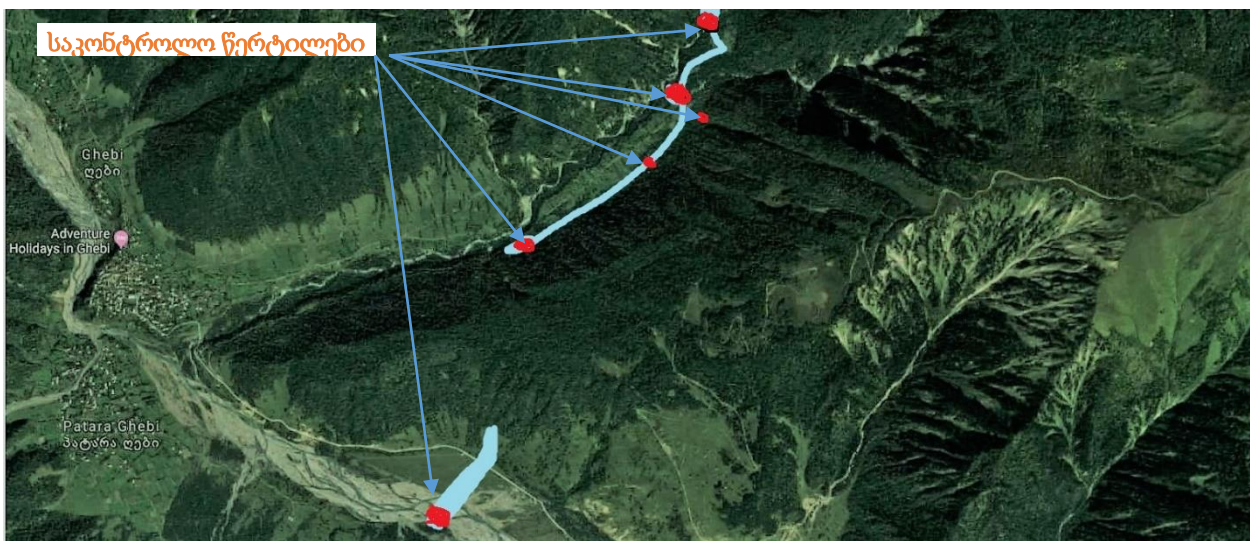 საკონტროლო წერტილები
Ghebi
ღები
Adventure
Holidays in Ghebi
Patara Ghebi
პატარა ღები